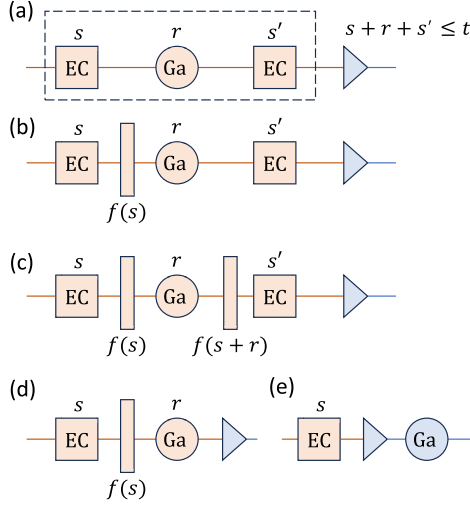 (a)
s r s′ s + r + s′ ≤ t
EC Ga EC
(b)
s r s′
EC Ga EC
f(s)
(c)
s r s′
EC Ga EC
f(s) f(s + r)
(d) (e)
s r s
EC Ga EC Ga
f(s)